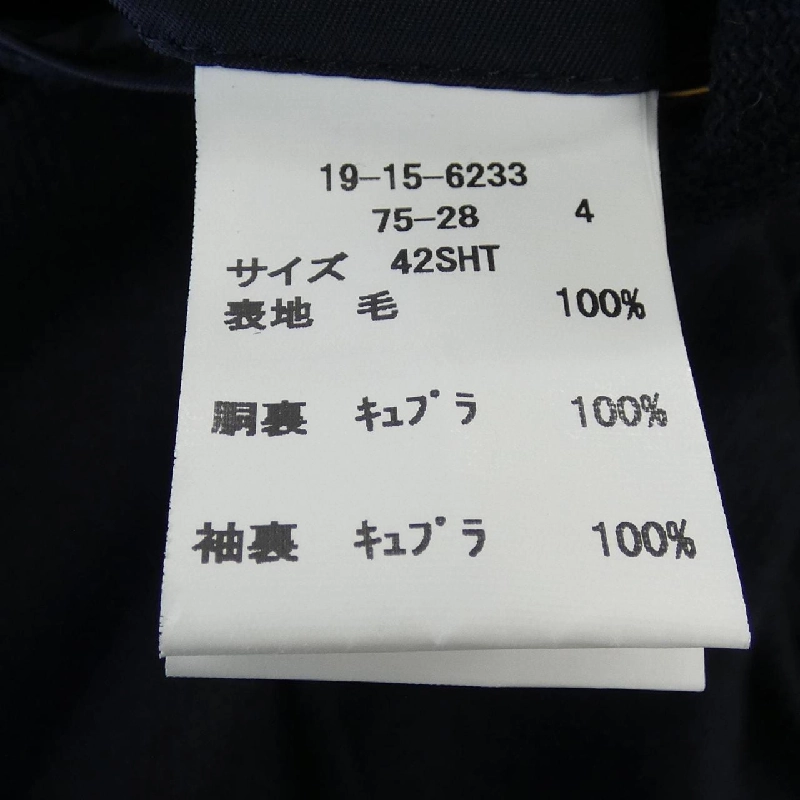 19-15-6233
75-28 4
サイズ 42SHT
表地 毛 100%
胴裏 キュプラ 100%
袖裏 キュプラ 100%